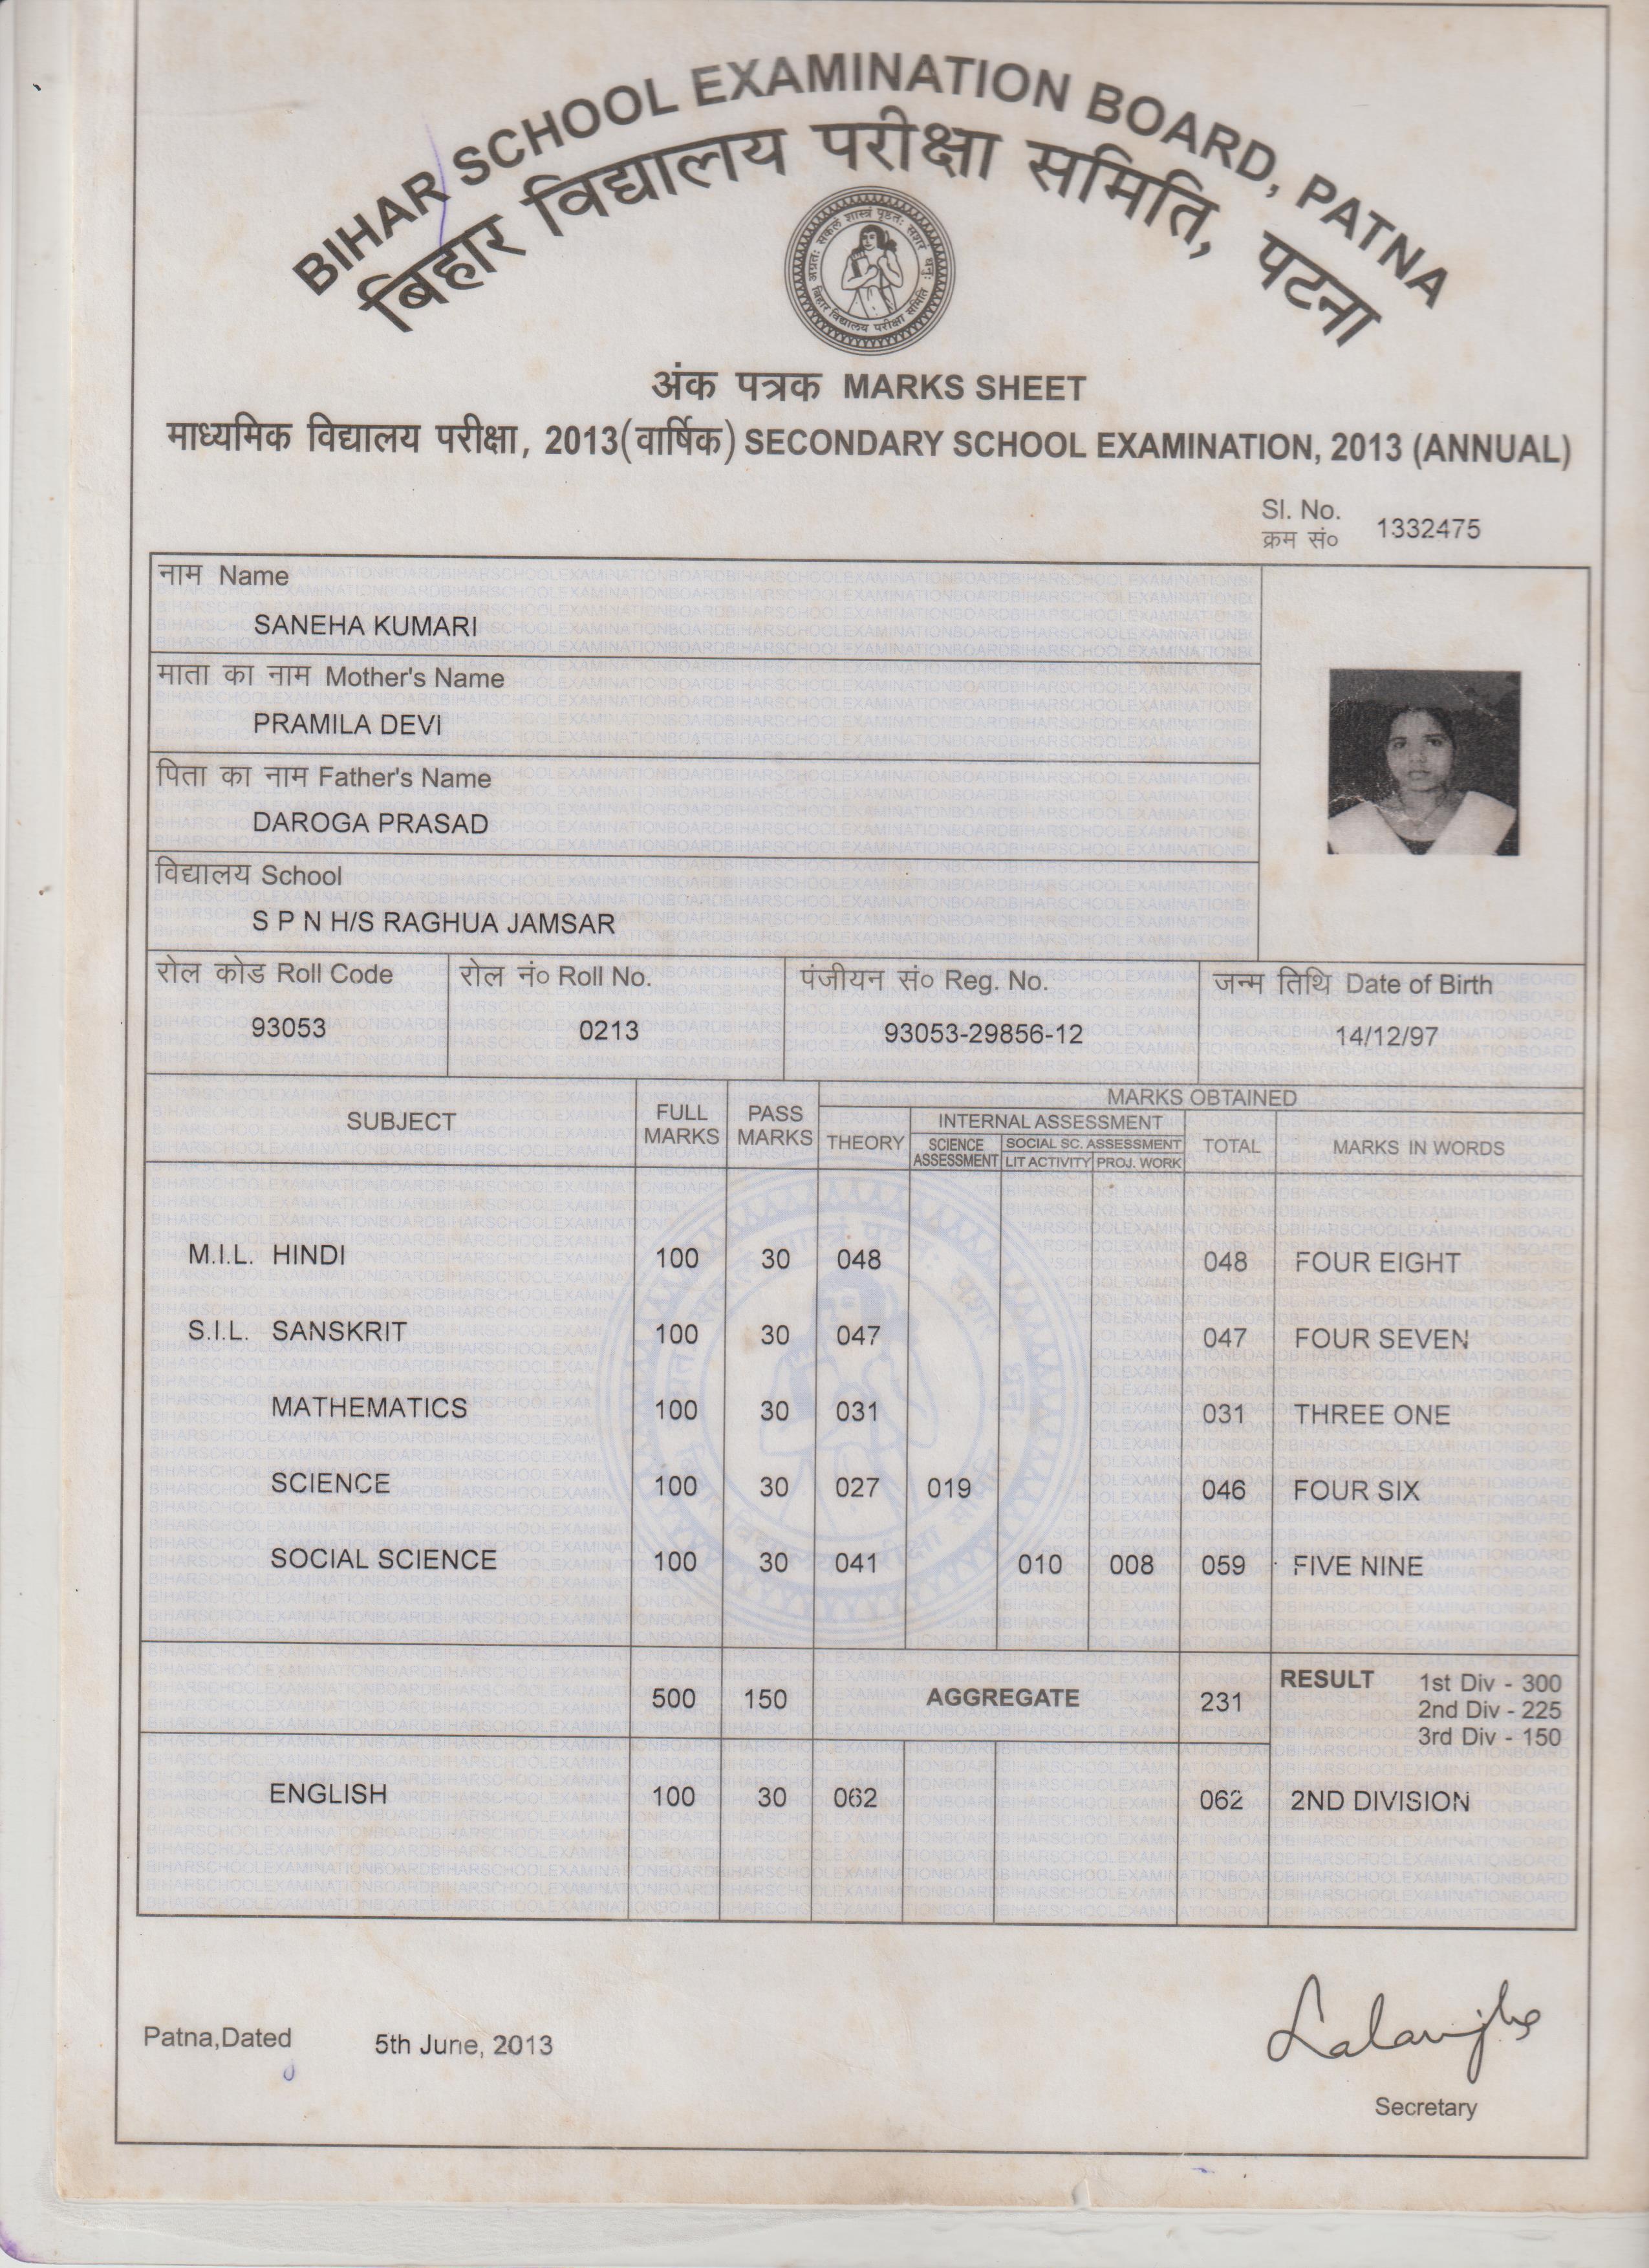 BIHAR SCHOOL EXAMINATION BOARD, PATNA
बिहार विद्यालय परीक्षा समिति, पटना
अंक पत्रक MARKS SHEET
माध्यमिक विद्यालय परीक्षा, 2013(वार्षिक) SECONDARY SCHOOL EXAMINATION, 2013 (ANNUAL)
Sl. No.
क्रम सं० 1332475
नाम Name
SANEHA KUMARI
माता का नाम Mother's Name
PRAMILA DEVI
पिता का नाम Father's Name
DAROGA PRASAD
विद्यालय School
S P N H/S RAGHUA JAMSAR
रोल कोड Roll Code रोल नं० Roll No. पंजीयन सं० Reg. No. जन्म तिथि Date of Birth
93053 0213 93053-29856-12 14/12/97
SUBJECT FULL MARKS PASS MARKS MARKS OBTAINED
THEORY INTERNAL ASSESSMENT TOTAL MARKS IN WORDS
SCIENCE ASSESSMENT SOCIAL SC. ASSESSMENT
LIT ACTIVITY PROJ. WORK
M.I.L. HINDI 100 30 048 048 FOUR EIGHT
S.I.L. SANSKRIT 100 30 047 047 FOUR SEVEN
MATHEMATICS 100 30 031 031 THREE ONE
SCIENCE 100 30 027 019 046 FOUR SIX
SOCIAL SCIENCE 100 30 041 010 008 059 FIVE NINE
500 150 AGGREGATE 231 RESULT 1st Div - 300
2nd Div - 225
3rd Div - 150
ENGLISH 100 30 062 062 2ND DIVISION
Patna,Dated 5th June, 2013
Secretary